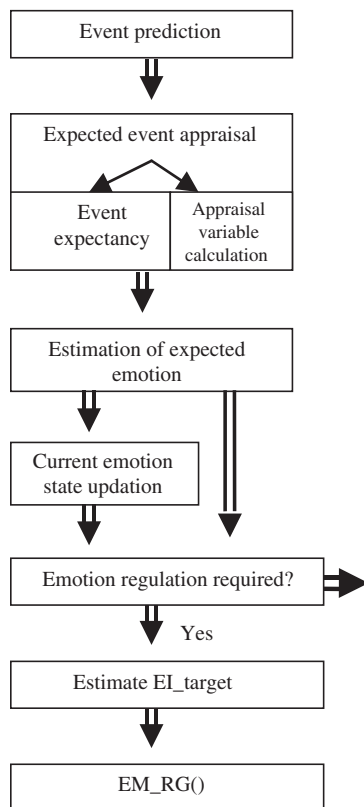 Event prediction
Expected event appraisal
Event
expectancy
Appraisal
variable
calculation
Estimation of expected
emotion
Current emotion
state updation
Emotion regulation required?
Yes
Estimate EI_target
EM_RG()